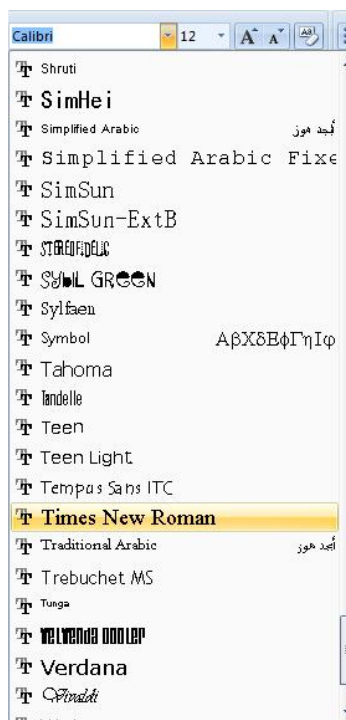 Calibri 12 A A Aa
Shruti
SimHei
Simplified Arabic أبجد هوز
Simplified Arabic Fixe
SimSun
SimSun-ExtB
STEREOFIDELIC
SYBIL GREEN
Sylfaen
Symbol ΑβΧδΕφΓηΙφ
Tahoma
Tandelle
Teen
Teen Light
Tempus Sans ITC
Times New Roman
Traditional Arabic أبجد هوز
Trebuchet MS
Tunga
Velvenda Cooler
Verdana
Vivaldi